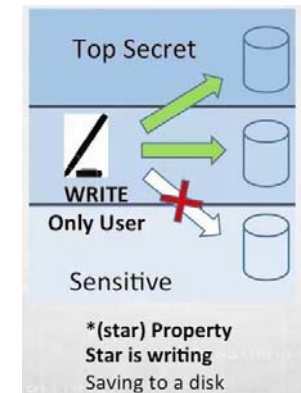 Top Secret
WRITE
Only User
Sensitive
*(star) Property
Star is writing
Saving to a disk